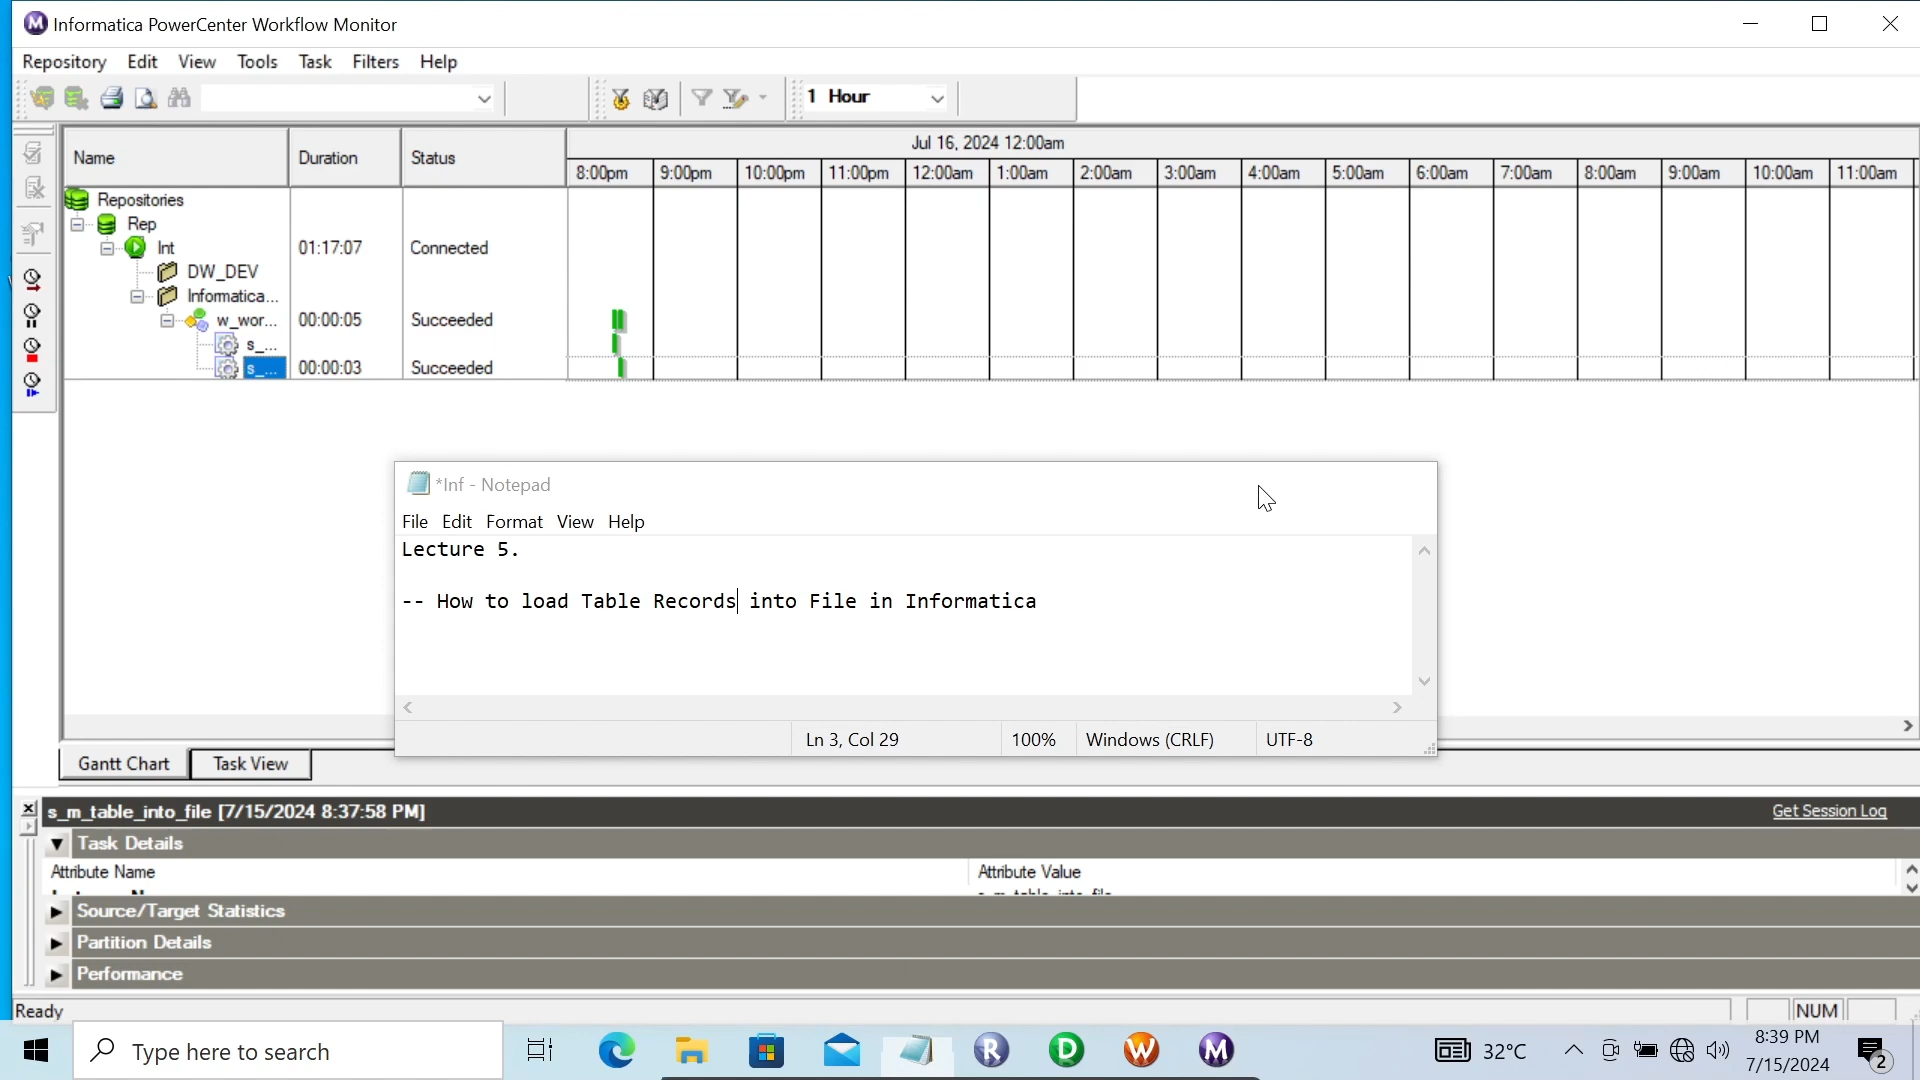 Informatica PowerCenter Workflow Monitor
Repository Edit View Tools Task Filters Help
1 Hour
Name Duration Status Jul 16, 2024 12:00am
8:00pm 9:00pm 10:00pm 11:00pm 12:00am 1:00am 2:00am 3:00am 4:00am 5:00am 6:00am 7:00am 8:00am 9:00am 10:00am 11:00am
Repositories
Rep
Int 01:17:07 Connected
DW_DEV
Informatica...
w_wor... 00:00:05 Succeeded
s_...
s_... 00:00:03 Succeeded
*Inf - Notepad
File Edit Format View Help
Lecture 5.
-- How to load Table Records into File in Informatica
Ln 3, Col 29 100% Windows (CRLF) UTF-8
Gantt Chart Task View
s_m_table_into_file [7/15/2024 8:37:58 PM] Get Session Log
Task Details
Attribute Name Attribute Value
s_m_table_into_file
Source/Target Statistics
Partition Details
Performance
Ready NUM
Type here to search
R D W M
32°C
8:39 PM
7/15/2024
2